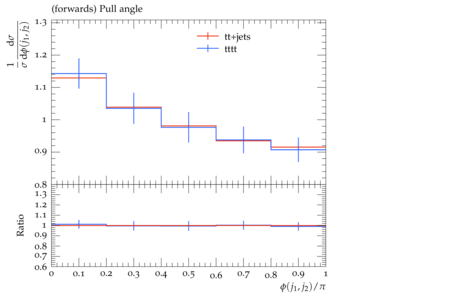 (forwards) Pull angle
1/σ dσ/dϕ(j₁, j₂)
1.3
1.2
1.1
1
0.9
0.8
tt+jets
tttt
Ratio
1.3
1.2
1.1
1
0.9
0.8
0.7
0.6
0 0.1 0.2 0.3 0.4 0.5 0.6 0.7 0.8 0.9 1
ϕ(j₁, j₂)/π